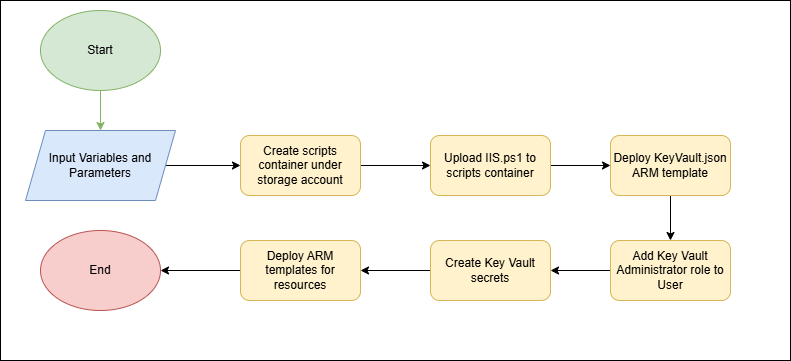 Start
Input Variables and
Parameters
Create scripts
container under
storage account
Upload IIS.ps1 to
scripts container
Deploy KeyVault.json
ARM template
Add Key Vault
Administrator role to
User
Create Key Vault
secrets
Deploy ARM
templates for
resources
End